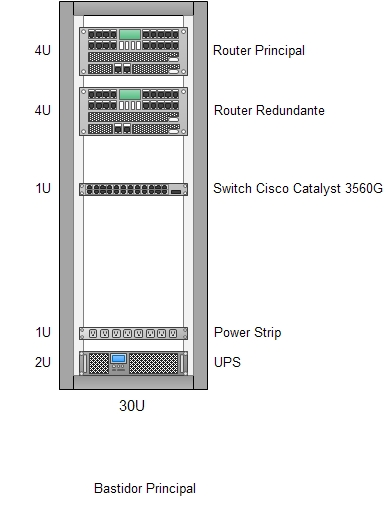 4U Router Principal
4U Router Redundante
1U Switch Cisco Catalyst 3560G
1U Power Strip
2U UPS
30U
Bastidor Principal